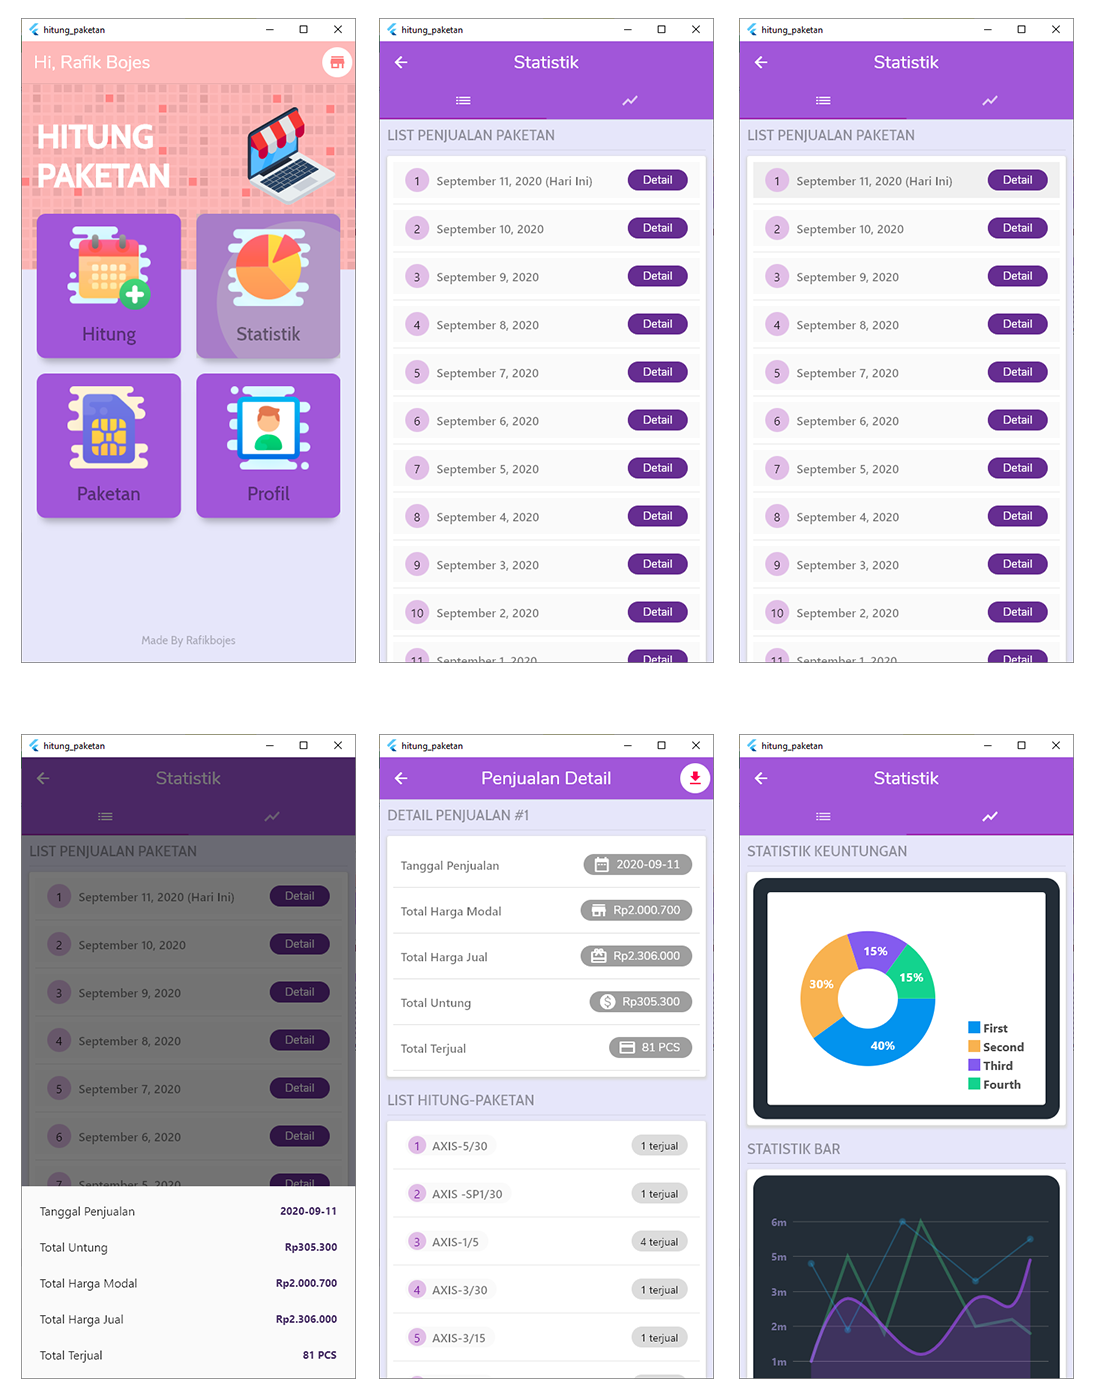 hitung_paketan
Hi, Rafik Bojes
HITUNG
PAKETAN
Hitung
Statistik
Paketan
Profil
Made By Rafikbojes
hitung_paketan
Statistik
LIST PENJUALAN PAKETAN
1 September 11, 2020 (Hari Ini) Detail
2 September 10, 2020 Detail
3 September 9, 2020 Detail
4 September 8, 2020 Detail
5 September 7, 2020 Detail
6 September 6, 2020 Detail
7 September 5, 2020 Detail
8 September 4, 2020 Detail
9 September 3, 2020 Detail
10 September 2, 2020 Detail
11 September 1, 2020 Detail
hitung_paketan
Statistik
LIST PENJUALAN PAKETAN
1 September 11, 2020 (Hari Ini) Detail
2 September 10, 2020 Detail
3 September 9, 2020 Detail
4 September 8, 2020 Detail
5 September 7, 2020 Detail
6 September 6, 2020 Detail
7 September 5, 2020 Detail
8 September 4, 2020 Detail
9 September 3, 2020 Detail
10 September 2, 2020 Detail
11 September 1, 2020 Detail
hitung_paketan
Statistik
LIST PENJUALAN PAKETAN
1 September 11, 2020 (Hari Ini) Detail
2 September 10, 2020 Detail
3 September 9, 2020 Detail
4 September 8, 2020 Detail
5 September 7, 2020 Detail
6 September 6, 2020 Detail
7 September 5, 2020 Detail
Tanggal Penjualan 2020-09-11
Total Untung Rp305.300
Total Harga Modal Rp2.000.700
Total Harga Jual Rp2.306.000
Total Terjual 81 PCS
hitung_paketan
Penjualan Detail
DETAIL PENJUALAN #1
Tanggal Penjualan 2020-09-11
Total Harga Modal Rp2.000.700
Total Harga Jual Rp2.306.000
Total Untung Rp305.300
Total Terjual 81 PCS
LIST HITUNG-PAKETAN
1 AXIS-5/30 1 terjual
2 AXIS -SP1/30 1 terjual
3 AXIS-1/5 4 terjual
4 AXIS-3/30 1 terjual
5 AXIS-3/15 1 terjual
hitung_paketan
Statistik
STATISTIK KEUNTUNGAN
15%
30%
15%
40%
First
Second
Third
Fourth
STATISTIK BAR
6m
5m
3m
2m
1m